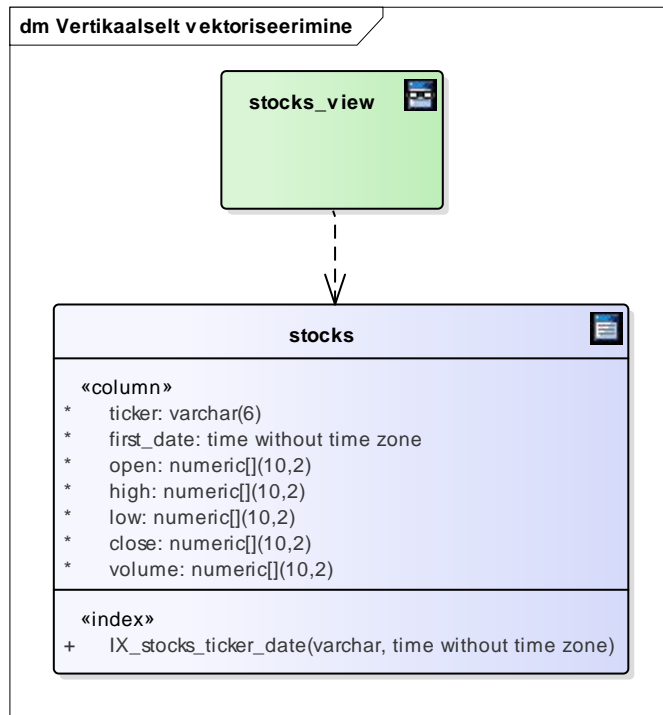 dm Vertikaalselt vektoriseerimine
stocks_view
stocks
«column»
* ticker: varchar(6)
* first_date: time without time zone
* open: numeric[](10,2)
* high: numeric[](10,2)
* low: numeric[](10,2)
* close: numeric[](10,2)
* volume: numeric[](10,2)
«index»
+ IX_stocks_ticker_date(varchar, time without time zone)